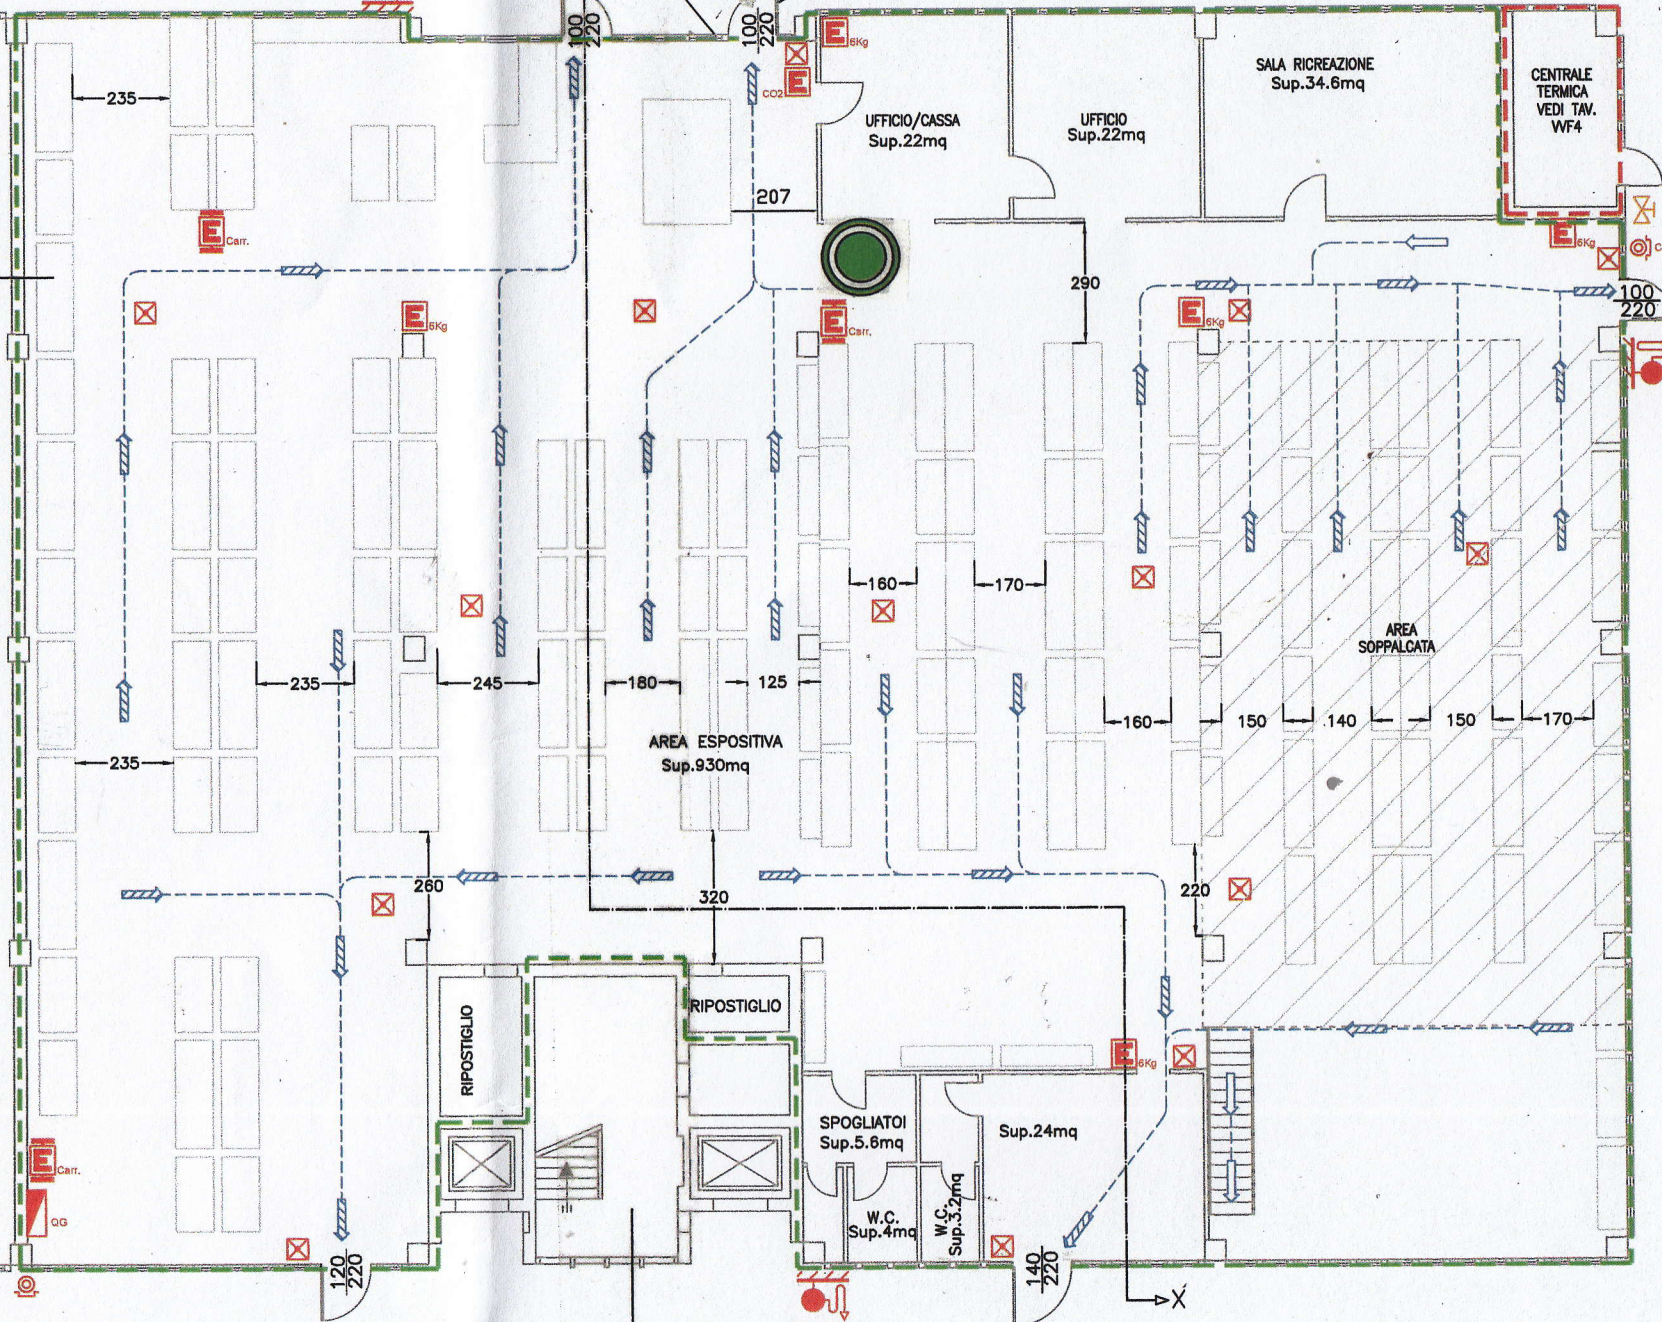 100
220
100
220
E
6Kg
E
CO2
235
UFFICIO/CASSA
Sup.22mq
UFFICIO
Sup.22mq
SALA RICREAZIONE
Sup.34.6mq
CENTRALE
TERMICA
VEDI TAV.
VVF4
207
E
Carr.
E
6Kg
290
100
220
E
6Kg
E
Carr.
E
6Kg
160
170
AREA
SOPPALCATA
235
245
180
125
160
150
140
150
170
235
AREA ESPOSITIVA
Sup.930mq
260
320
220
RIPOSTIGLIO
RIPOSTIGLIO
E
6Kg
SPOGLIATOI
Sup.5.6mq
Sup.24mq
E
Carr.
QG
W.C.
Sup.4mq
W.C.
Sup.3.2mq
120
220
140
220
X